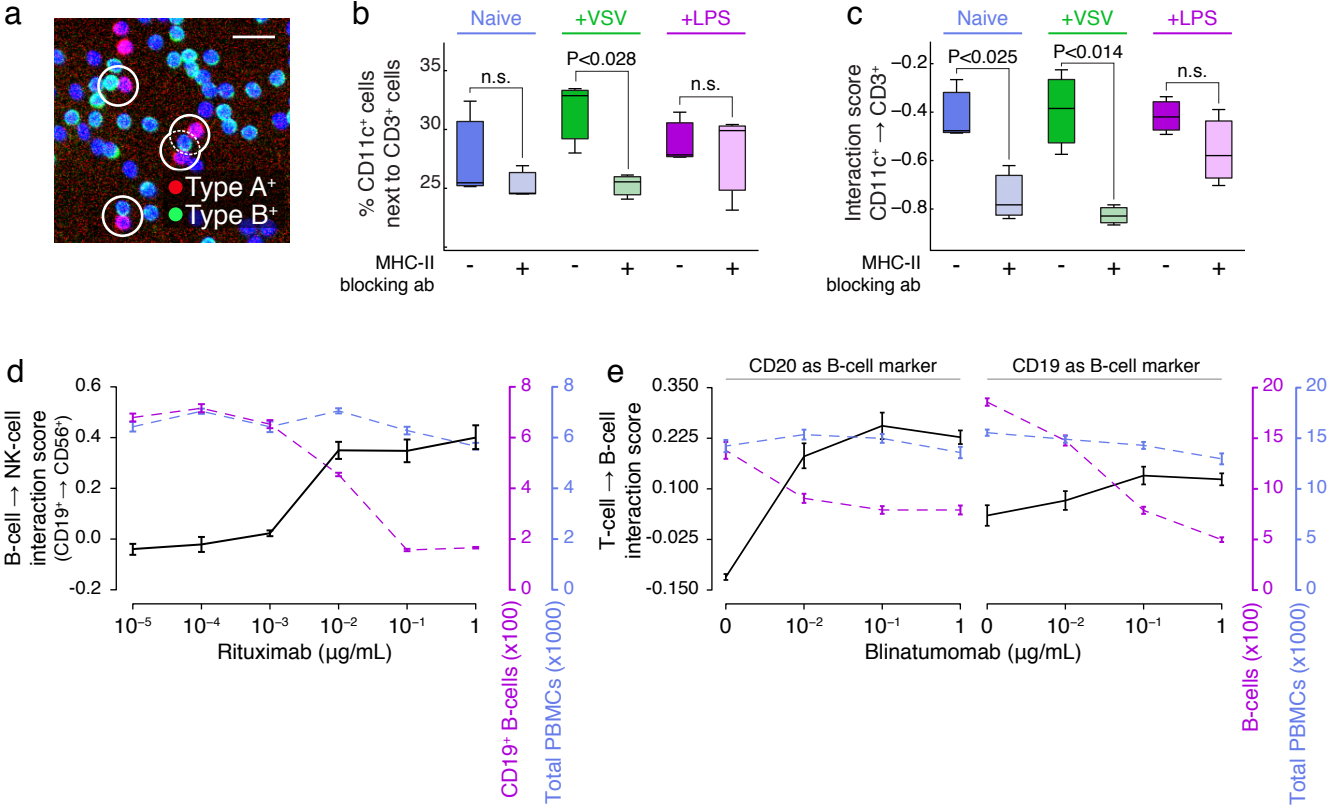 a
Type A⁺
Type B⁺
b
Naive
+VSV
+LPS
% CD11c⁺ cells
next to CD3⁺ cells
35
30
25
n.s.
P<0.028
n.s.
MHC-II
blocking ab
- + - + - +
c
Naive
+VSV
+LPS
Interaction score
CD11c⁺ → CD3⁺
−0.2
−0.4
−0.6
−0.8
P<0.025
P<0.014
n.s.
MHC-II
blocking ab
- + - + - +
d
B-cell → NK-cell
interaction score
(CD19⁺ → CD56⁺)
0.6
0.4
0.2
0.0
-0.2
10⁻⁵ 10⁻⁴ 10⁻³ 10⁻² 10⁻¹ 1
Rituximab (µg/mL)
8
6
4
2
0
CD19⁺ B-cells (x100)
8
6
4
2
0
Total PBMCs (x1000)
e
CD20 as B-cell marker
CD19 as B-cell marker
T-cell → B-cell
interaction score
0.350
0.225
0.100
-0.025
-0.150
0 10⁻² 10⁻¹ 1
0 10⁻² 10⁻¹ 1
Blinatumomab (µg/mL)
20
15
10
5
0
B-cells (x100)
20
15
10
5
0
Total PBMCs (x1000)